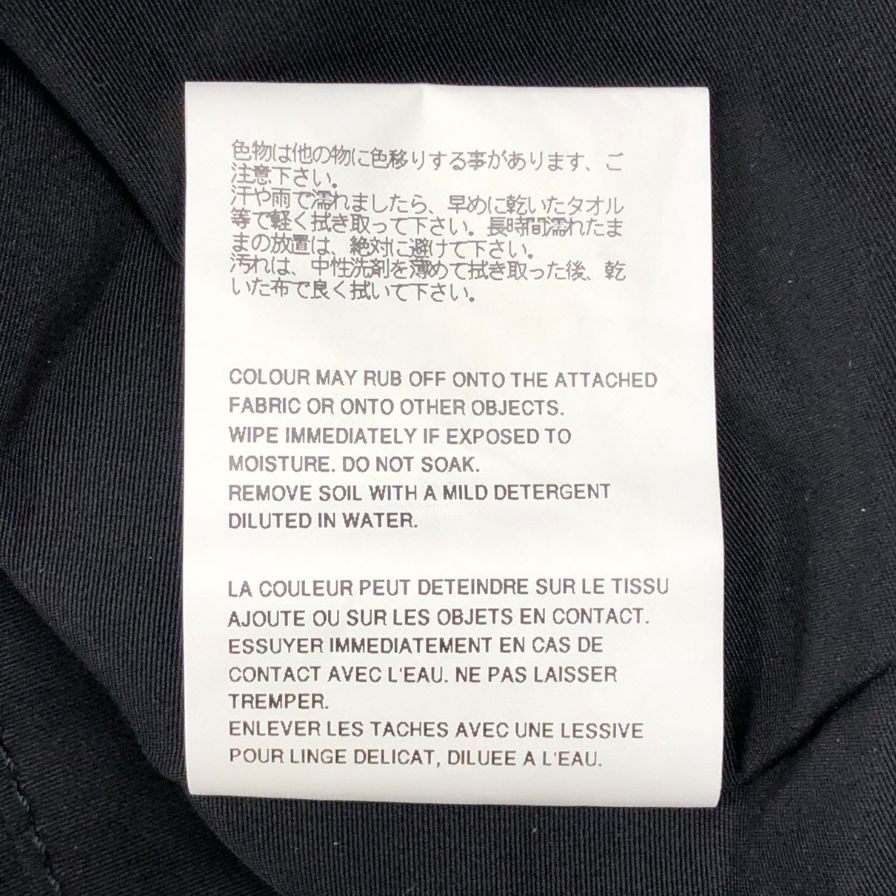 色物は他の物に色移りする事があります、ご
注意下さい。
汗や雨で濡れましたら、早めに乾いたタオル
等で軽く拭き取って下さい。長時間濡れたま
まの放置は、絶対に避けて下さい。
汚れは、中性洗剤を薄めて拭き取った後、乾
いた布で良く拭いて下さい。
COLOUR MAY RUB OFF ONTO THE ATTACHED
FABRIC OR ONTO OTHER OBJECTS.
WIPE IMMEDIATELY IF EXPOSED TO
MOISTURE. DO NOT SOAK.
REMOVE SOIL WITH A MILD DETERGENT
DILUTED IN WATER.
LA COULEUR PEUT DETEINDRE SUR LE TISSU
AJOUTE OU SUR LES OBJETS EN CONTACT.
ESSUYER IMMEDIATEMENT EN CAS DE
CONTACT AVEC L'EAU. NE PAS LAISSER
TREMPER.
ENLEVER LES TACHES AVEC UNE LESSIVE
POUR LINGE DELICAT, DILUEE A L'EAU.